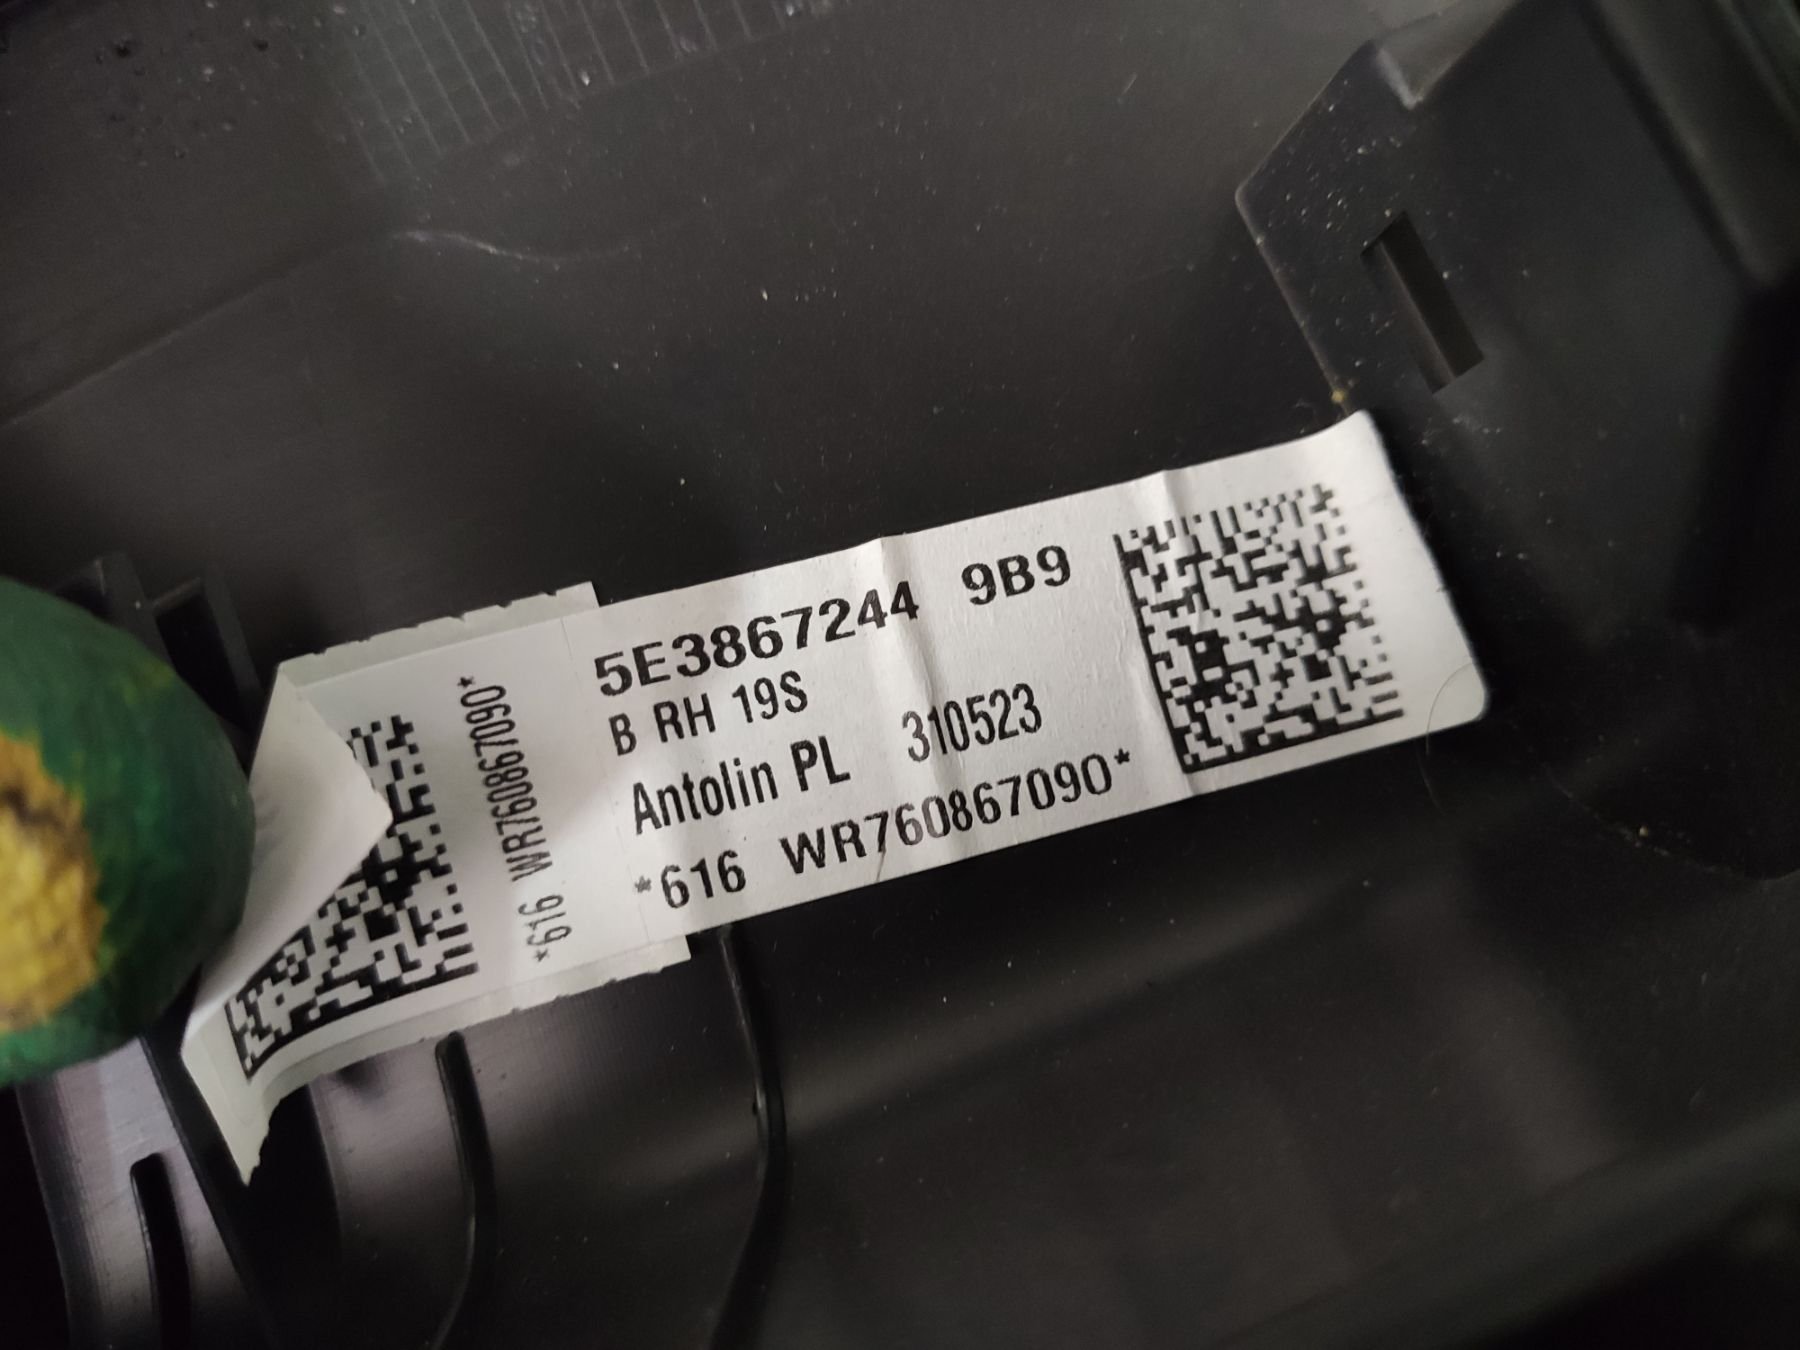 5E3867244 9B9
B RH 19S
Antolin PL 310523
*616 WR760867090*
*616 WR760867090*